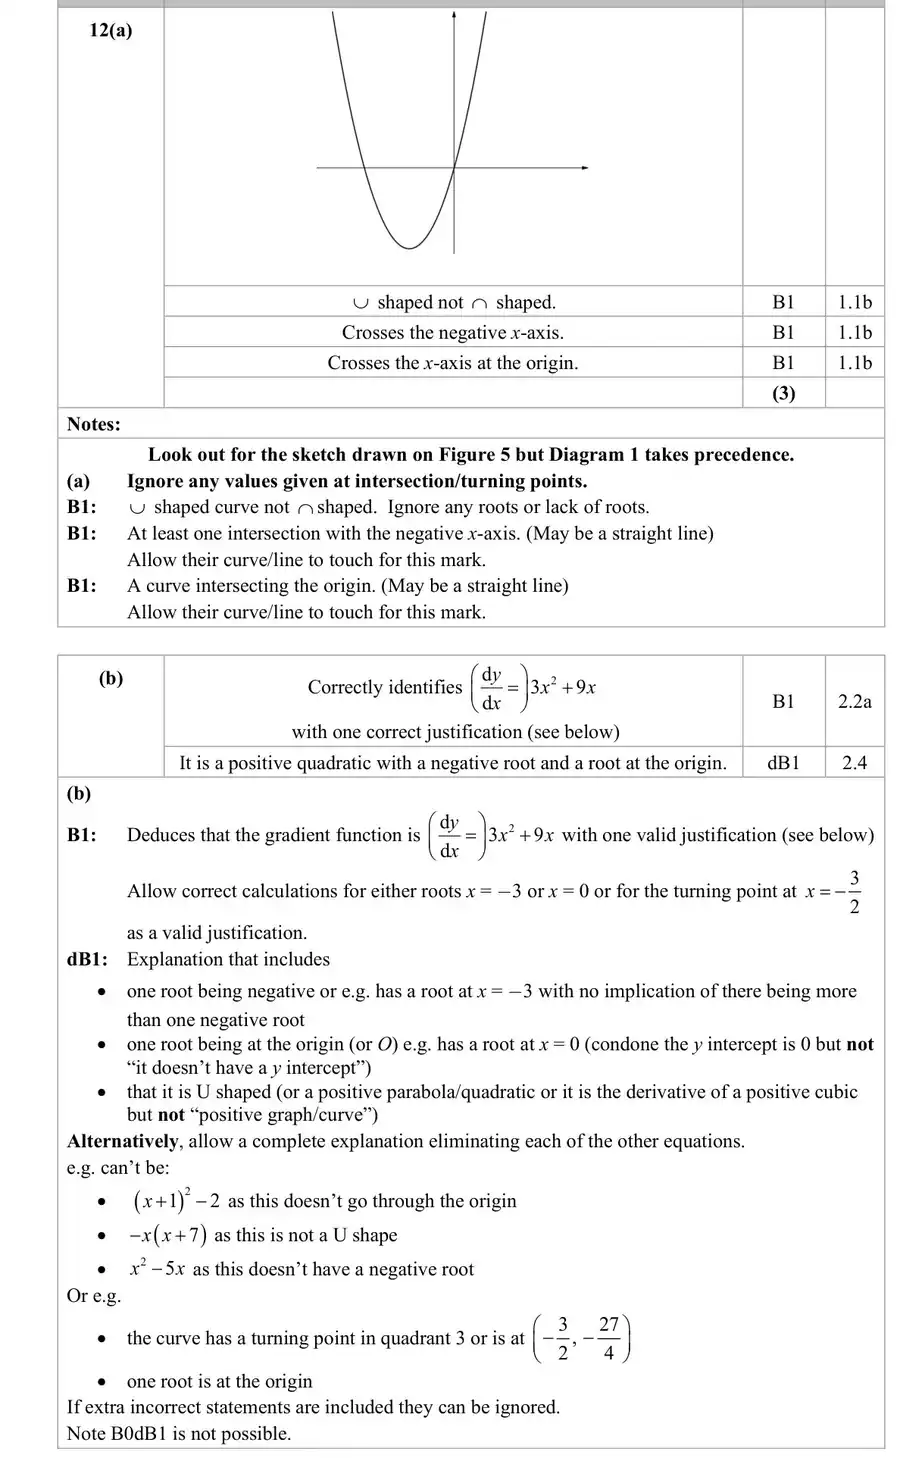 12(a)
∪ shaped not ∩ shaped. B1 1.1b
Crosses the negative x-axis. B1 1.1b
Crosses the x-axis at the origin. B1 1.1b
(3)
Notes:
Look out for the sketch drawn on Figure 5 but Diagram 1 takes precedence.
(a) Ignore any values given at intersection/turning points.
B1: ∪ shaped curve not ∩ shaped. Ignore any roots or lack of roots.
B1: At least one intersection with the negative x-axis. (May be a straight line)
Allow their curve/line to touch for this mark.
B1: A curve intersecting the origin. (May be a straight line)
Allow their curve/line to touch for this mark.
(b) Correctly identifies (dy/dx =) 3x² + 9x
with one correct justification (see below) B1 2.2a
It is a positive quadratic with a negative root and a root at the origin. dB1 2.4
(b)
B1: Deduces that the gradient function is (dy/dx =) 3x² + 9x with one valid justification (see below)
Allow correct calculations for either roots x = −3 or x = 0 or for the turning point at x = −3/2
as a valid justification.
dB1: Explanation that includes
• one root being negative or e.g. has a root at x = −3 with no implication of there being more
than one negative root
• one root being at the origin (or O) e.g. has a root at x = 0 (condone the y intercept is 0 but not
“it doesn’t have a y intercept”)
• that it is U shaped (or a positive parabola/quadratic or it is the derivative of a positive cubic
but not “positive graph/curve”)
Alternatively, allow a complete explanation eliminating each of the other equations.
e.g. can’t be:
• (x+1)² − 2 as this doesn’t go through the origin
• −x(x+7) as this is not a U shape
• x² − 5x as this doesn’t have a negative root
Or e.g.
• the curve has a turning point in quadrant 3 or is at (−3/2, −27/4)
• one root is at the origin
If extra incorrect statements are included they can be ignored.
Note B0dB1 is not possible.